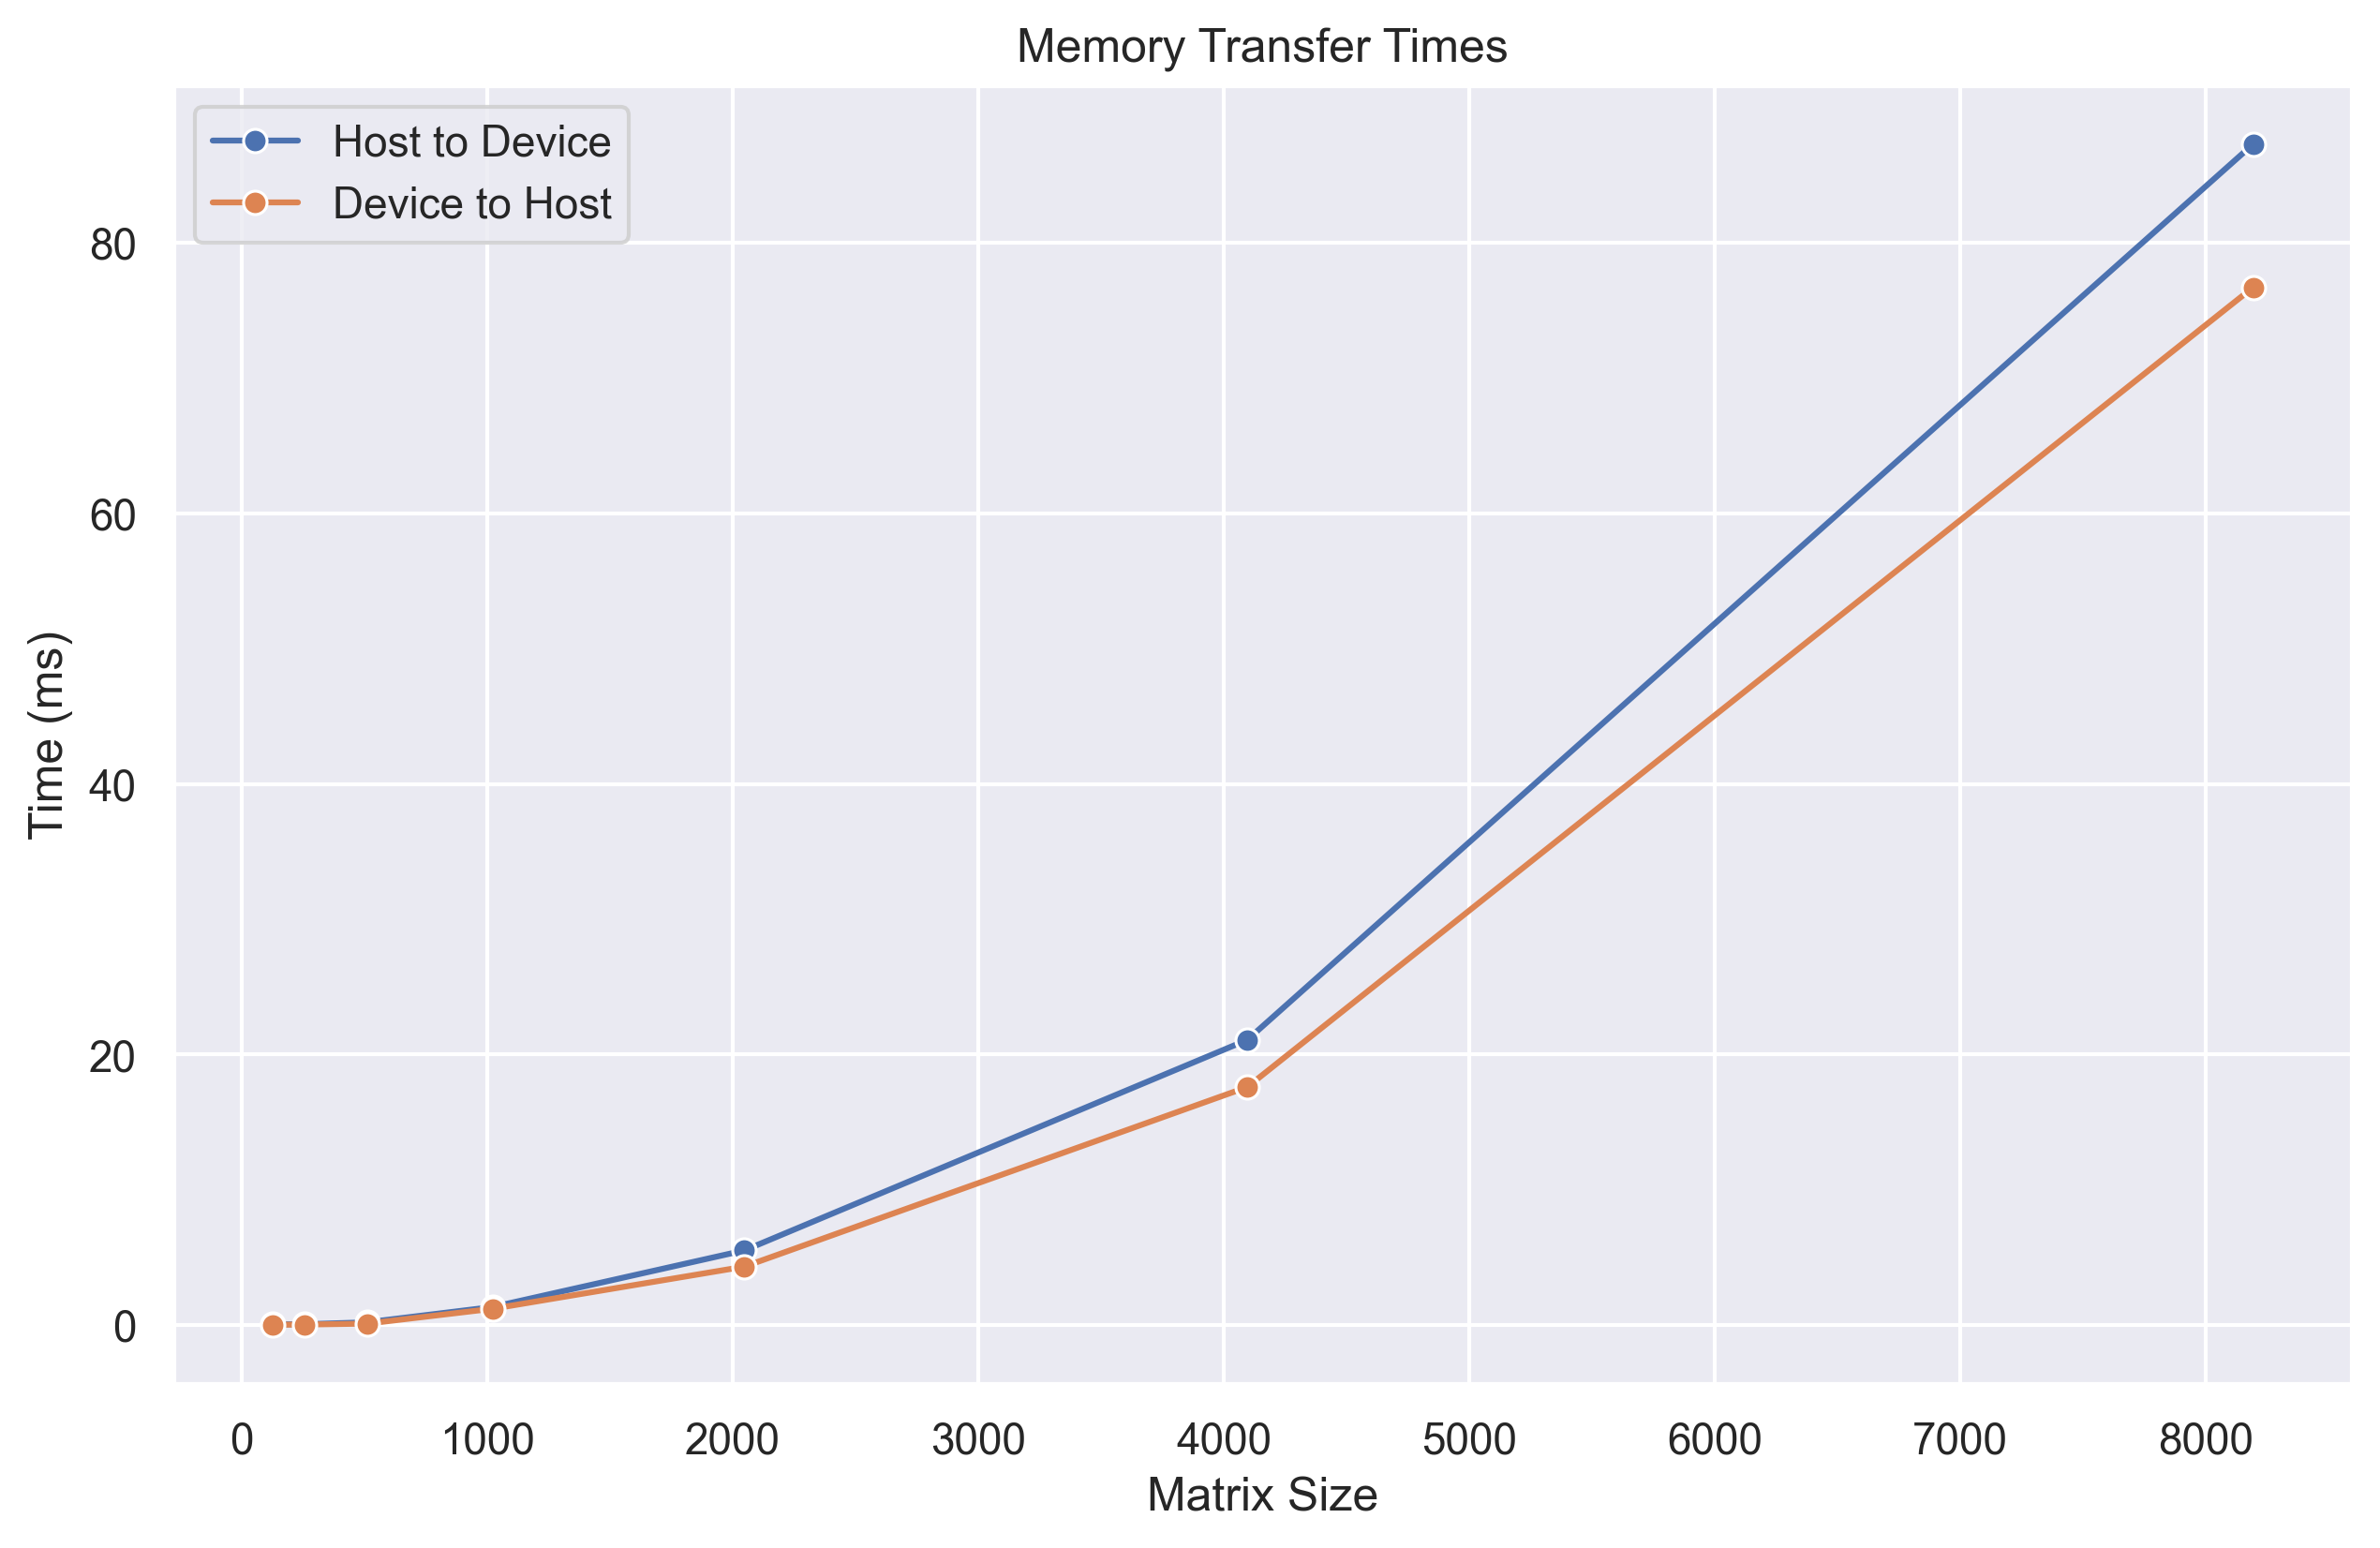 Memory Transfer Times
Host to Device
Device to Host
80
60
40
20
0
Time (ms)
0 1000 2000 3000 4000 5000 6000 7000 8000
Matrix Size